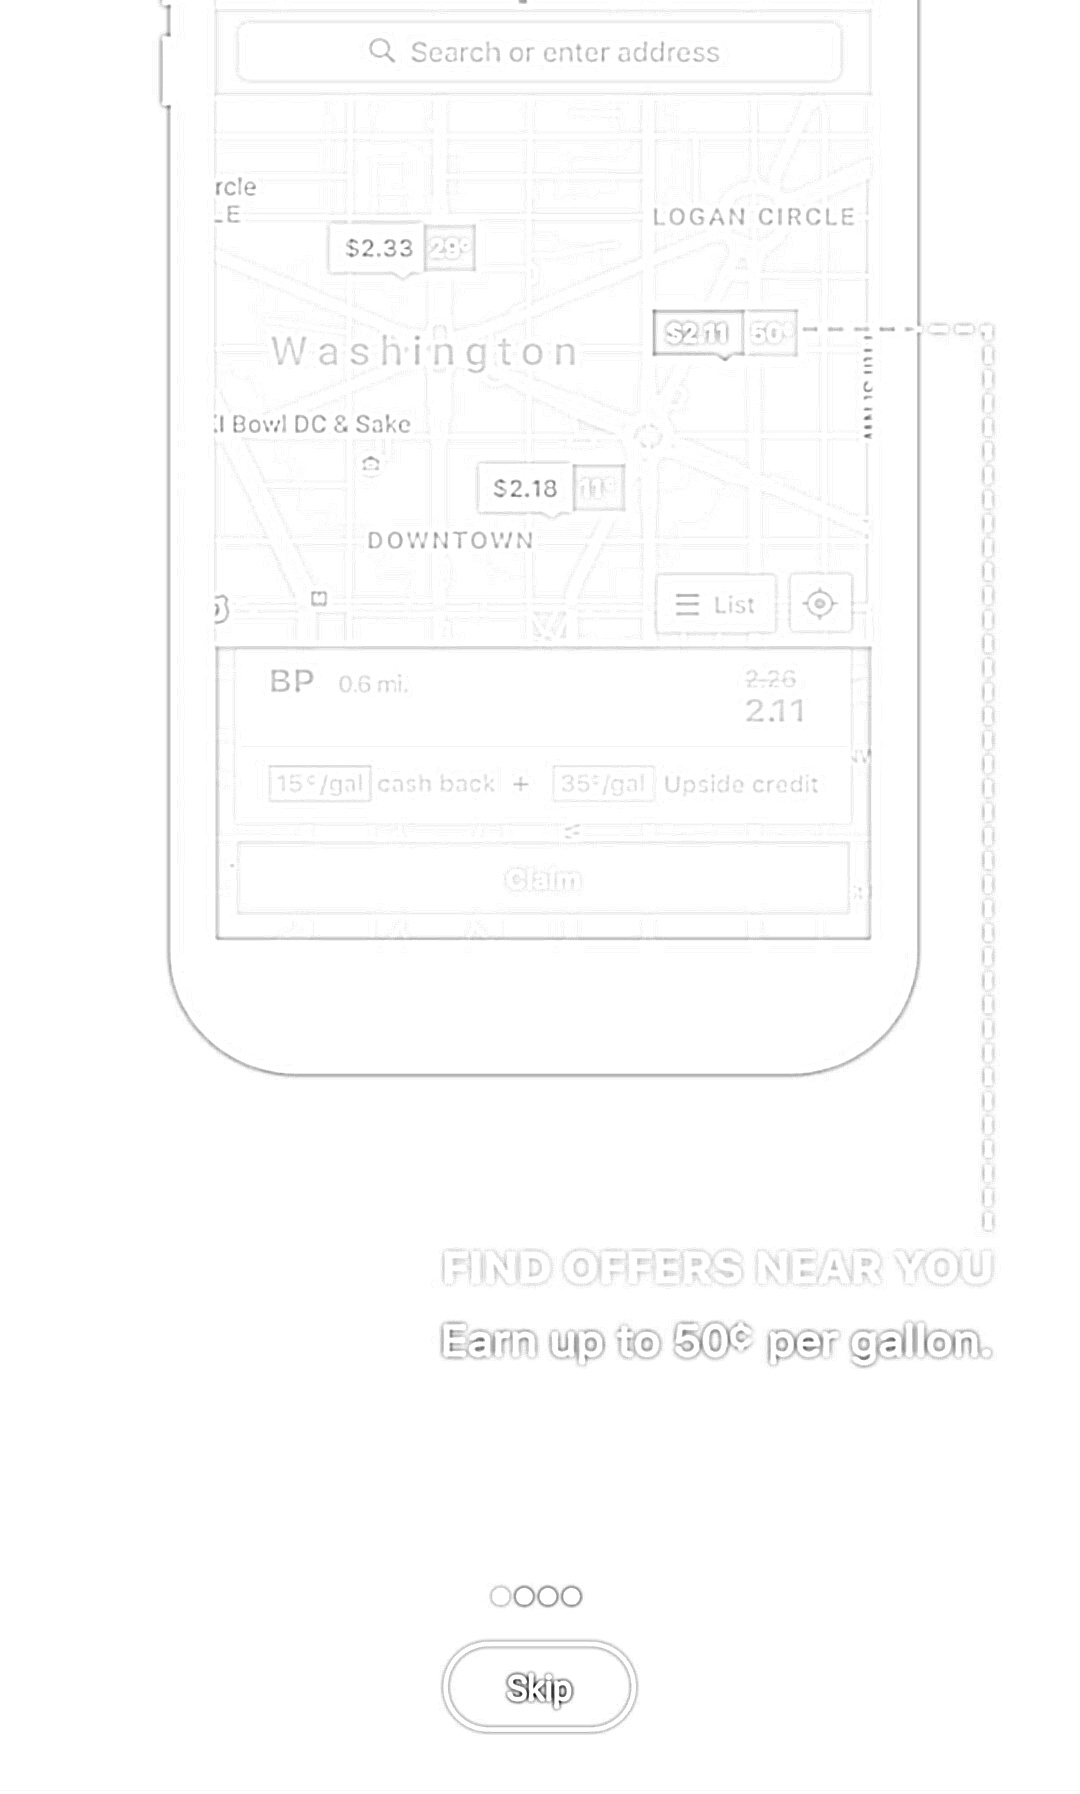 Search or enter address
rcle
LE
LOGAN CIRCLE
$2.33 28¢
$2.11 50¢
Washington
KI Bowl DC & Sake
$2.18 11¢
DOWNTOWN
List
BP 0.6 mi. 2.26
2.11
15¢/gal cash back + 35¢/gal Upside credit
Claim
FIND OFFERS NEAR YOU
Earn up to 50¢ per gallon.
Skip